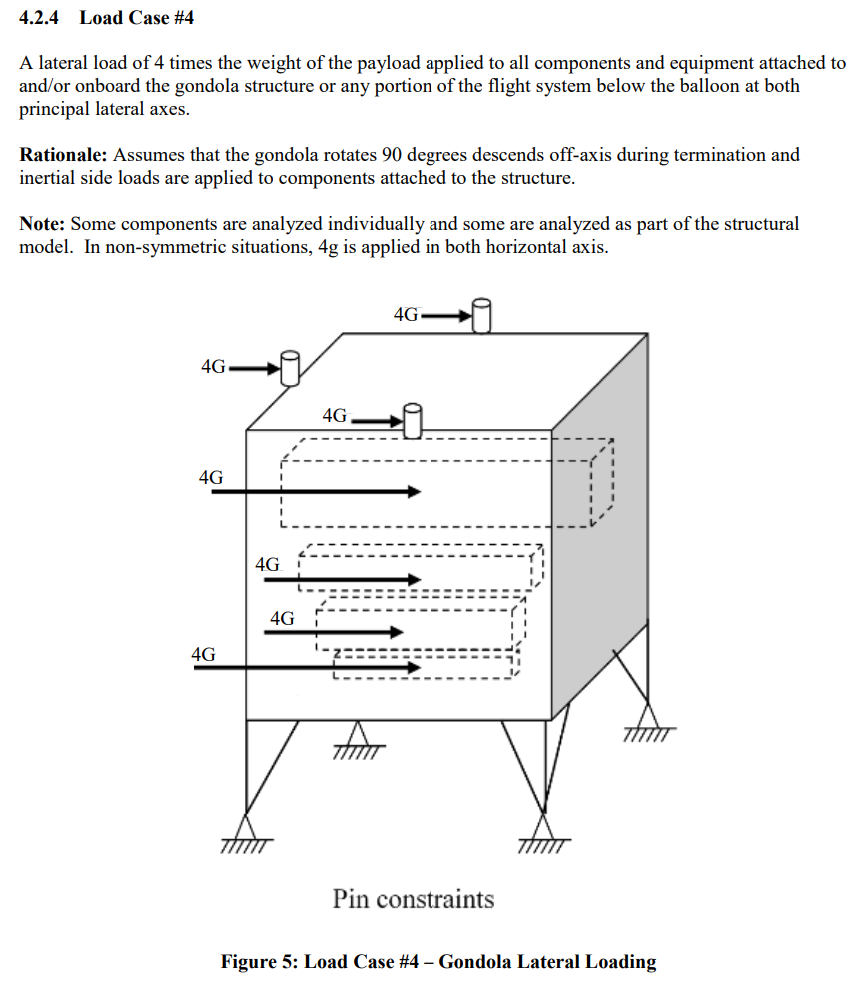 4.2.4 Load Case #4
A lateral load of 4 times the weight of the payload applied to all components and equipment attached to
and/or onboard the gondola structure or any portion of the flight system below the balloon at both
principal lateral axes.
Rationale: Assumes that the gondola rotates 90 degrees descends off-axis during termination and
inertial side loads are applied to components attached to the structure.
Note: Some components are analyzed individually and some are analyzed as part of the structural
model. In non-symmetric situations, 4g is applied in both horizontal axis.
4G
4G
4G
4G
4G
4G
4G
Pin constraints
Figure 5: Load Case #4 – Gondola Lateral Loading